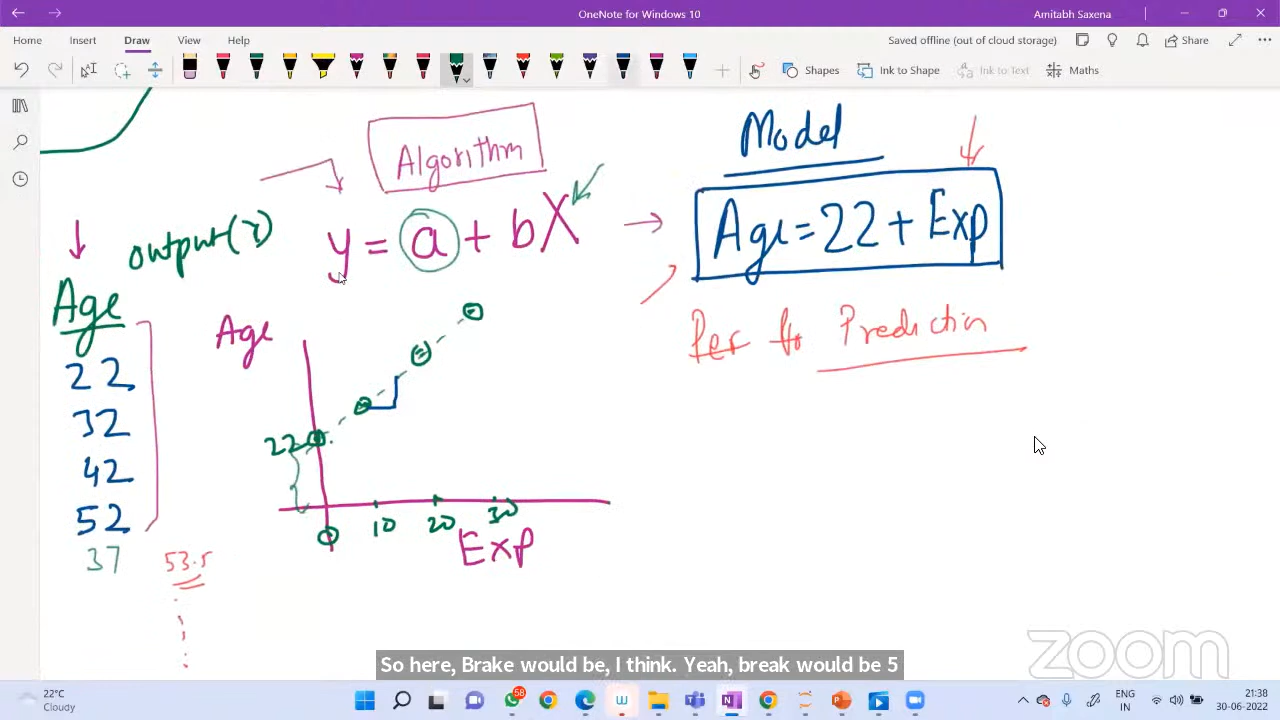 OneNote for Windows 10
Amitabh Saxena
Home Insert Draw View Help
Saved offline (out of cloud storage)
Share
Shapes
Ink to Shape
Ink to Text
Maths
Algorithm
Model
output(
y = a + bX
Age = 22 + Exp
Age
22
32
42
52
37
53.5
Age
22
0 10 20 30
Exp
Prediction
So here, Brake would be, I think. Yeah, break would be 5
zoom
22°C
Cloudy
58
ENG
IN
21:38
30-06-2022